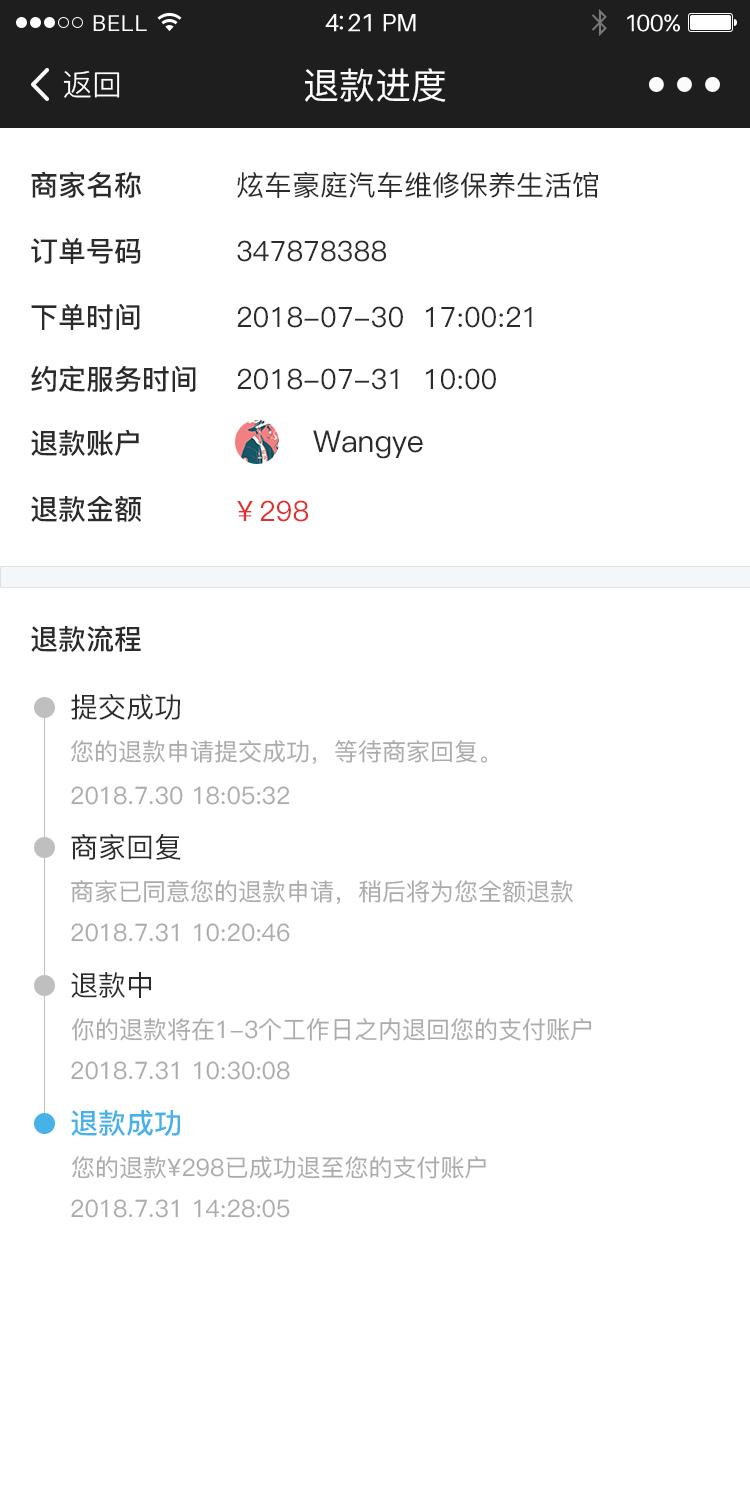 BELL 4:21 PM 100%
返回 退款进度
商家名称 炫车豪庭汽车维修保养生活馆
订单号码 347878388
下单时间 2018-07-30 17:00:21
约定服务时间 2018-07-31 10:00
退款账户 Wangye
退款金额 ¥ 298
退款流程
提交成功
您的退款申请提交成功，等待商家回复。
2018.7.30 18:05:32
商家回复
商家已同意您的退款申请，稍后将为您全额退款
2018.7.31 10:20:46
退款中
你的退款将在1-3个工作日之内退回您的支付账户
2018.7.31 10:30:08
退款成功
您的退款¥298已成功退至您的支付账户
2018.7.31 14:28:05